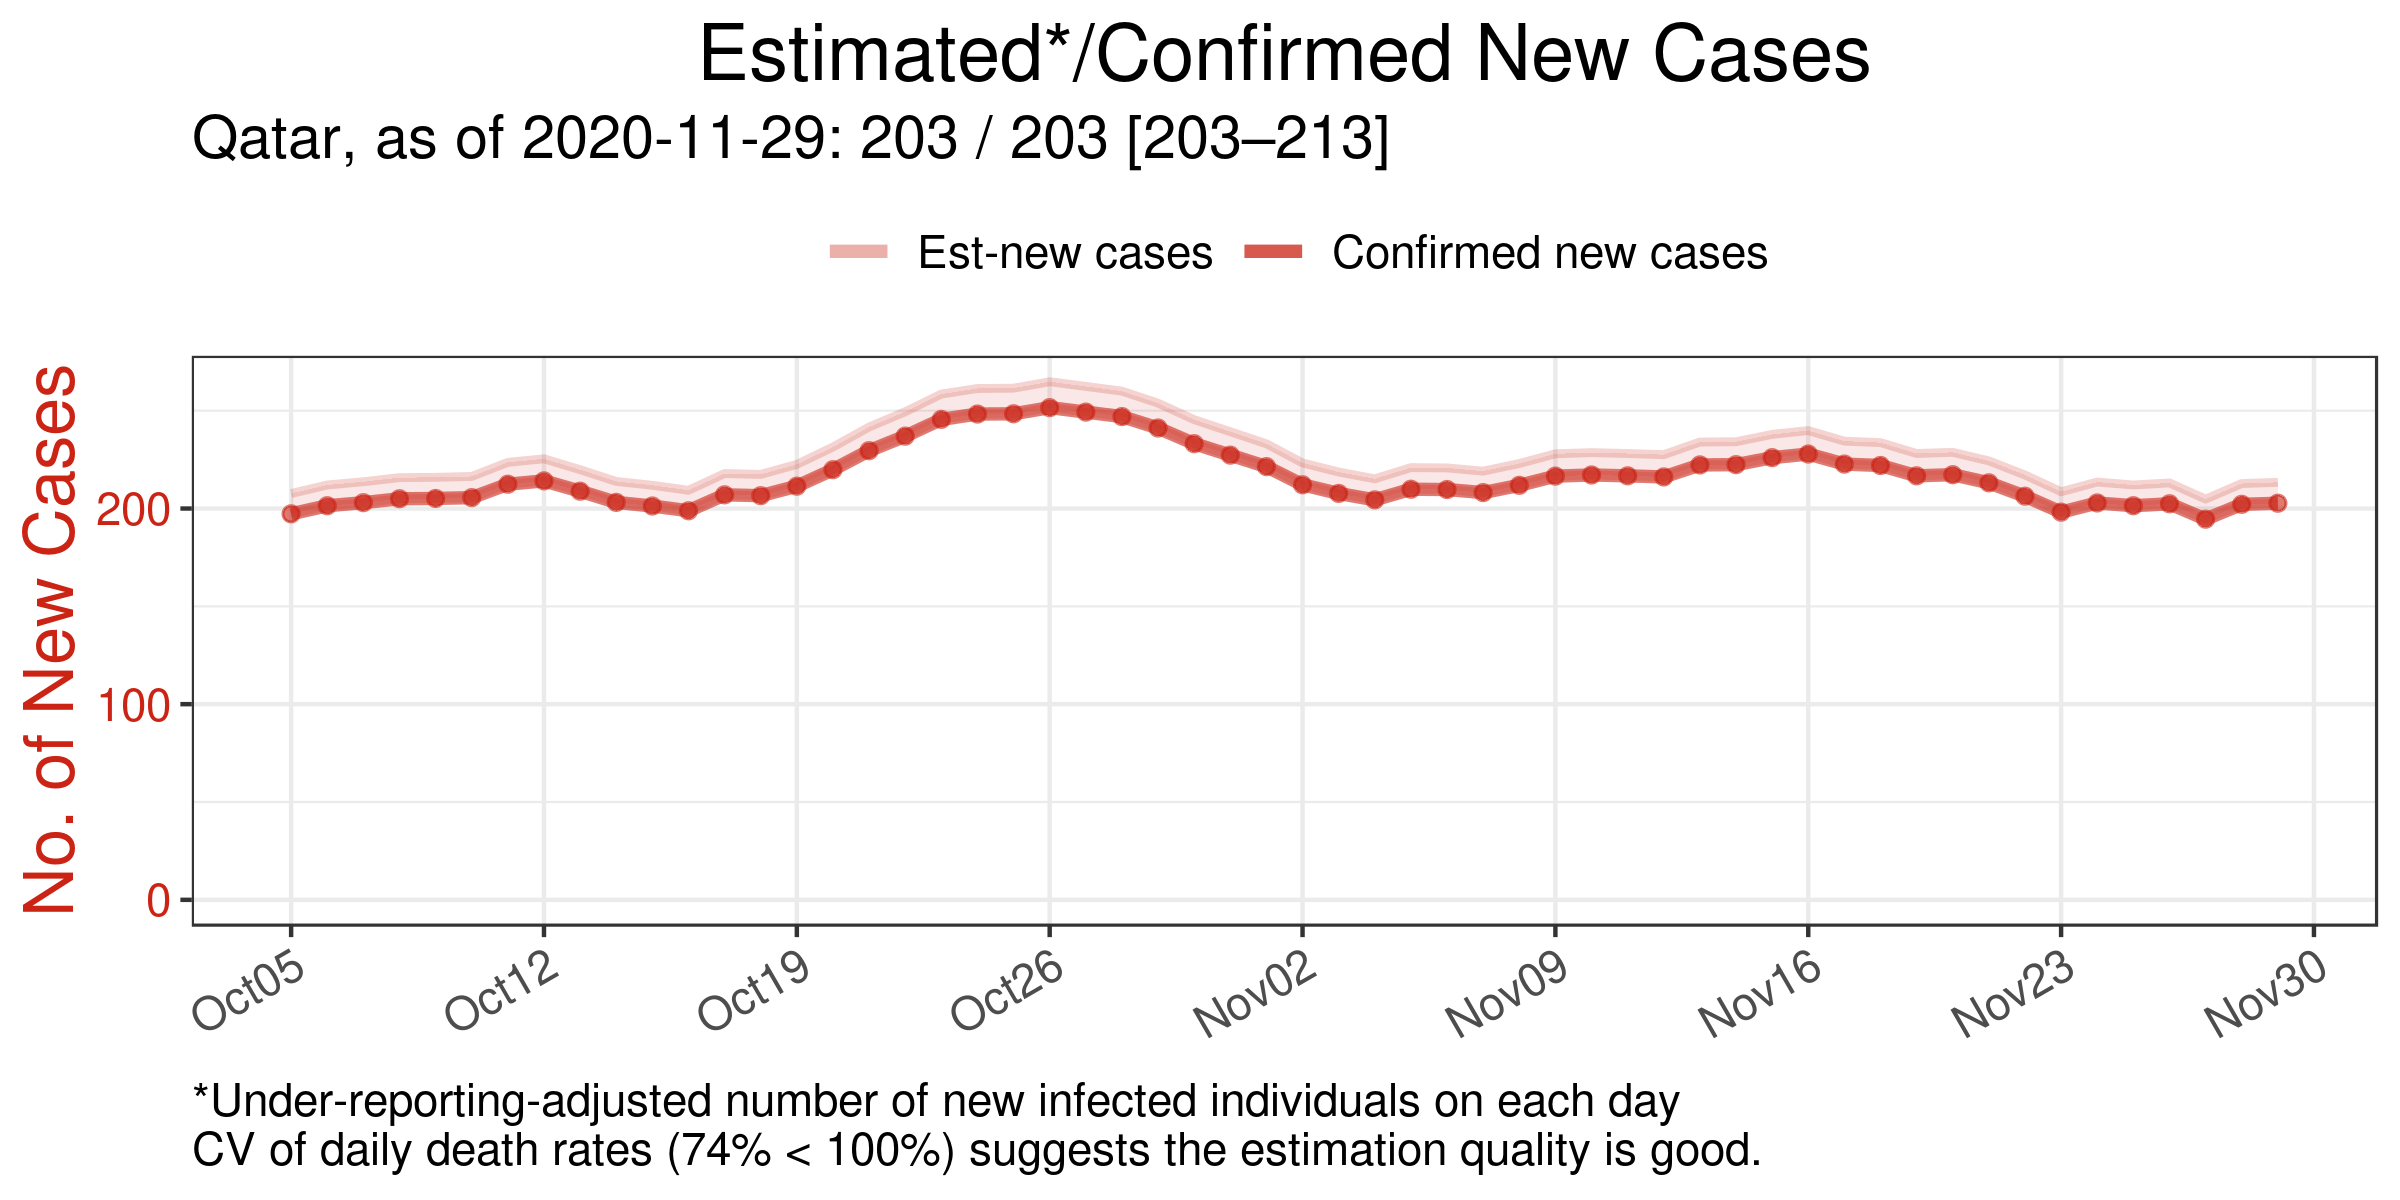 Estimated*/Confirmed New Cases
Qatar, as of 2020-11-29: 203 / 203 [203–213]
Est-new cases
Confirmed new cases
No. of New Cases
200
100
0
Oct05
Oct12
Oct19
Oct26
Nov02
Nov09
Nov16
Nov23
Nov30
*Under-reporting-adjusted number of new infected individuals on each day
CV of daily death rates (74% < 100%) suggests the estimation quality is good.